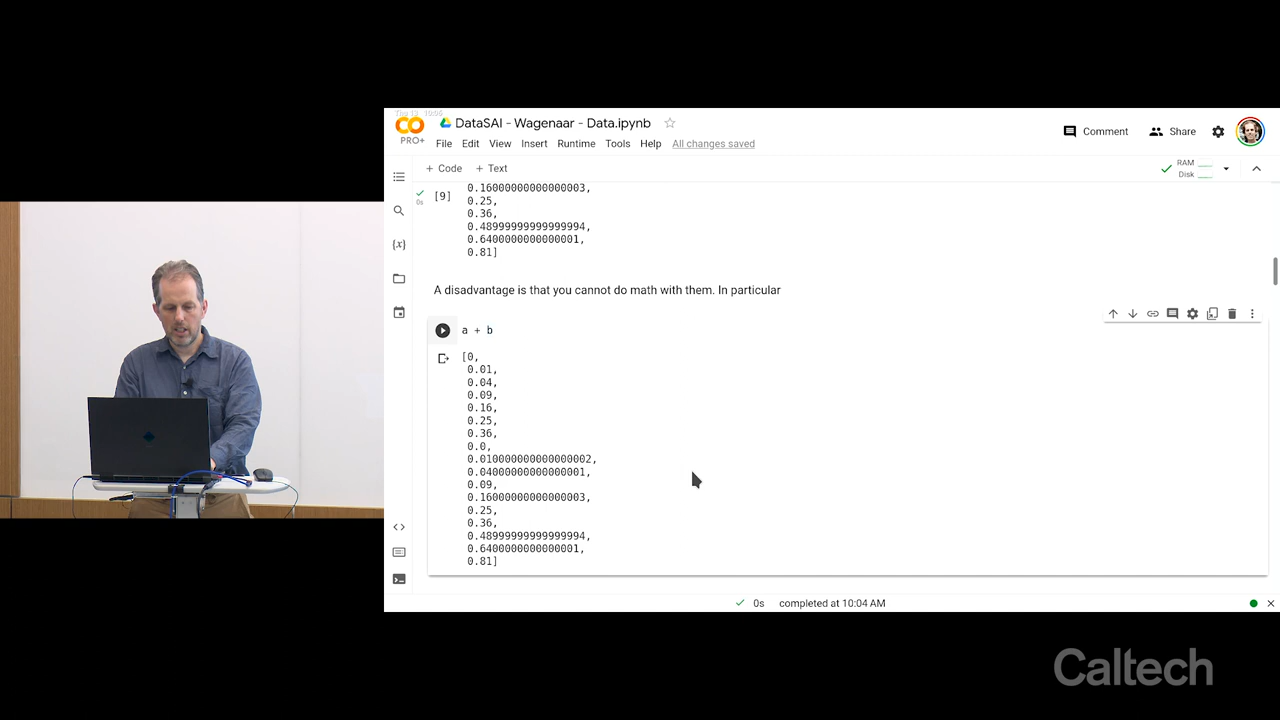 DataSAI - Wagenaar - Data.ipynb
PRO+
File Edit View Insert Runtime Tools Help All changes saved
Comment Share
+ Code + Text
RAM
Disk
[9]
0s
0.16000000000000003,
0.25,
0.36,
0.48999999999999994,
0.6400000000000001,
0.81]
A disadvantage is that you cannot do math with them. In particular
{x}
a + b
[0,
0.01,
0.04,
0.09,
0.16,
0.25,
0.36,
0.0,
0.010000000000000002,
0.04000000000000001,
0.09,
0.16000000000000003,
0.25,
0.36,
0.48999999999999994,
0.6400000000000001,
0.81]
0s completed at 10:04 AM
Caltech